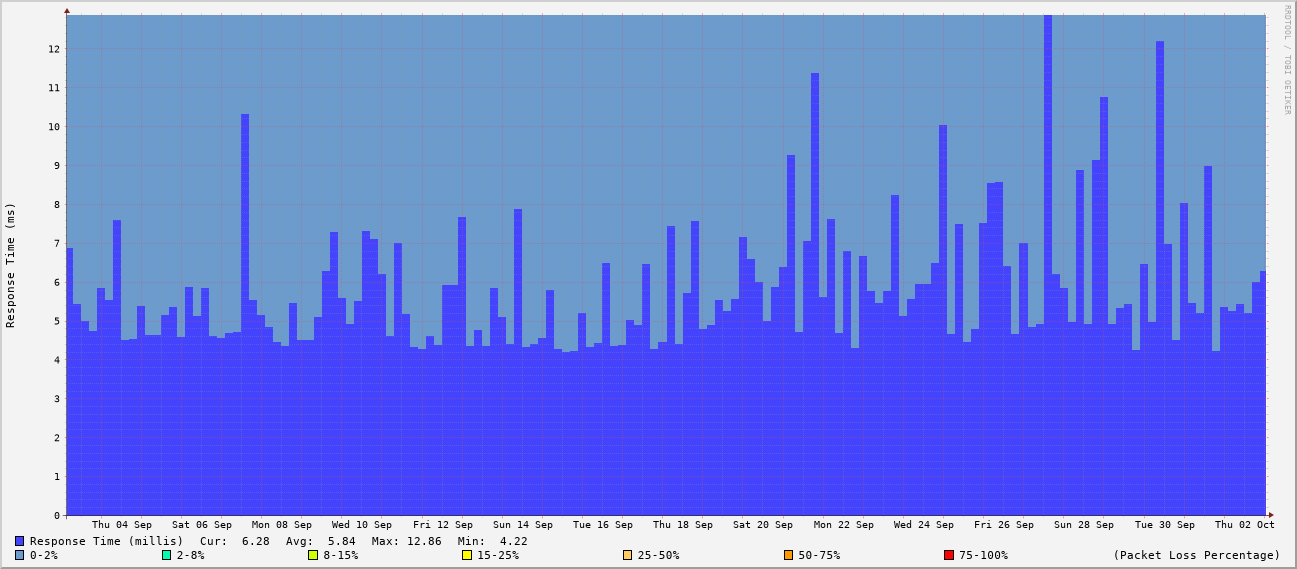 RRDTOOL / TOBI OETIKER
Response Time (ms)
12
11
10
9
8
7
6
5
4
3
2
1
0
Thu 04 Sep Sat 06 Sep Mon 08 Sep Wed 10 Sep Fri 12 Sep Sun 14 Sep Tue 16 Sep Thu 18 Sep Sat 20 Sep Mon 22 Sep Wed 24 Sep Fri 26 Sep Sun 28 Sep Tue 30 Sep Thu 02 Oct
Response Time (millis) Cur: 6.28 Avg: 5.84 Max: 12.86 Min: 4.22
0-2% 2-8% 8-15% 15-25% 25-50% 50-75% 75-100% (Packet Loss Percentage)